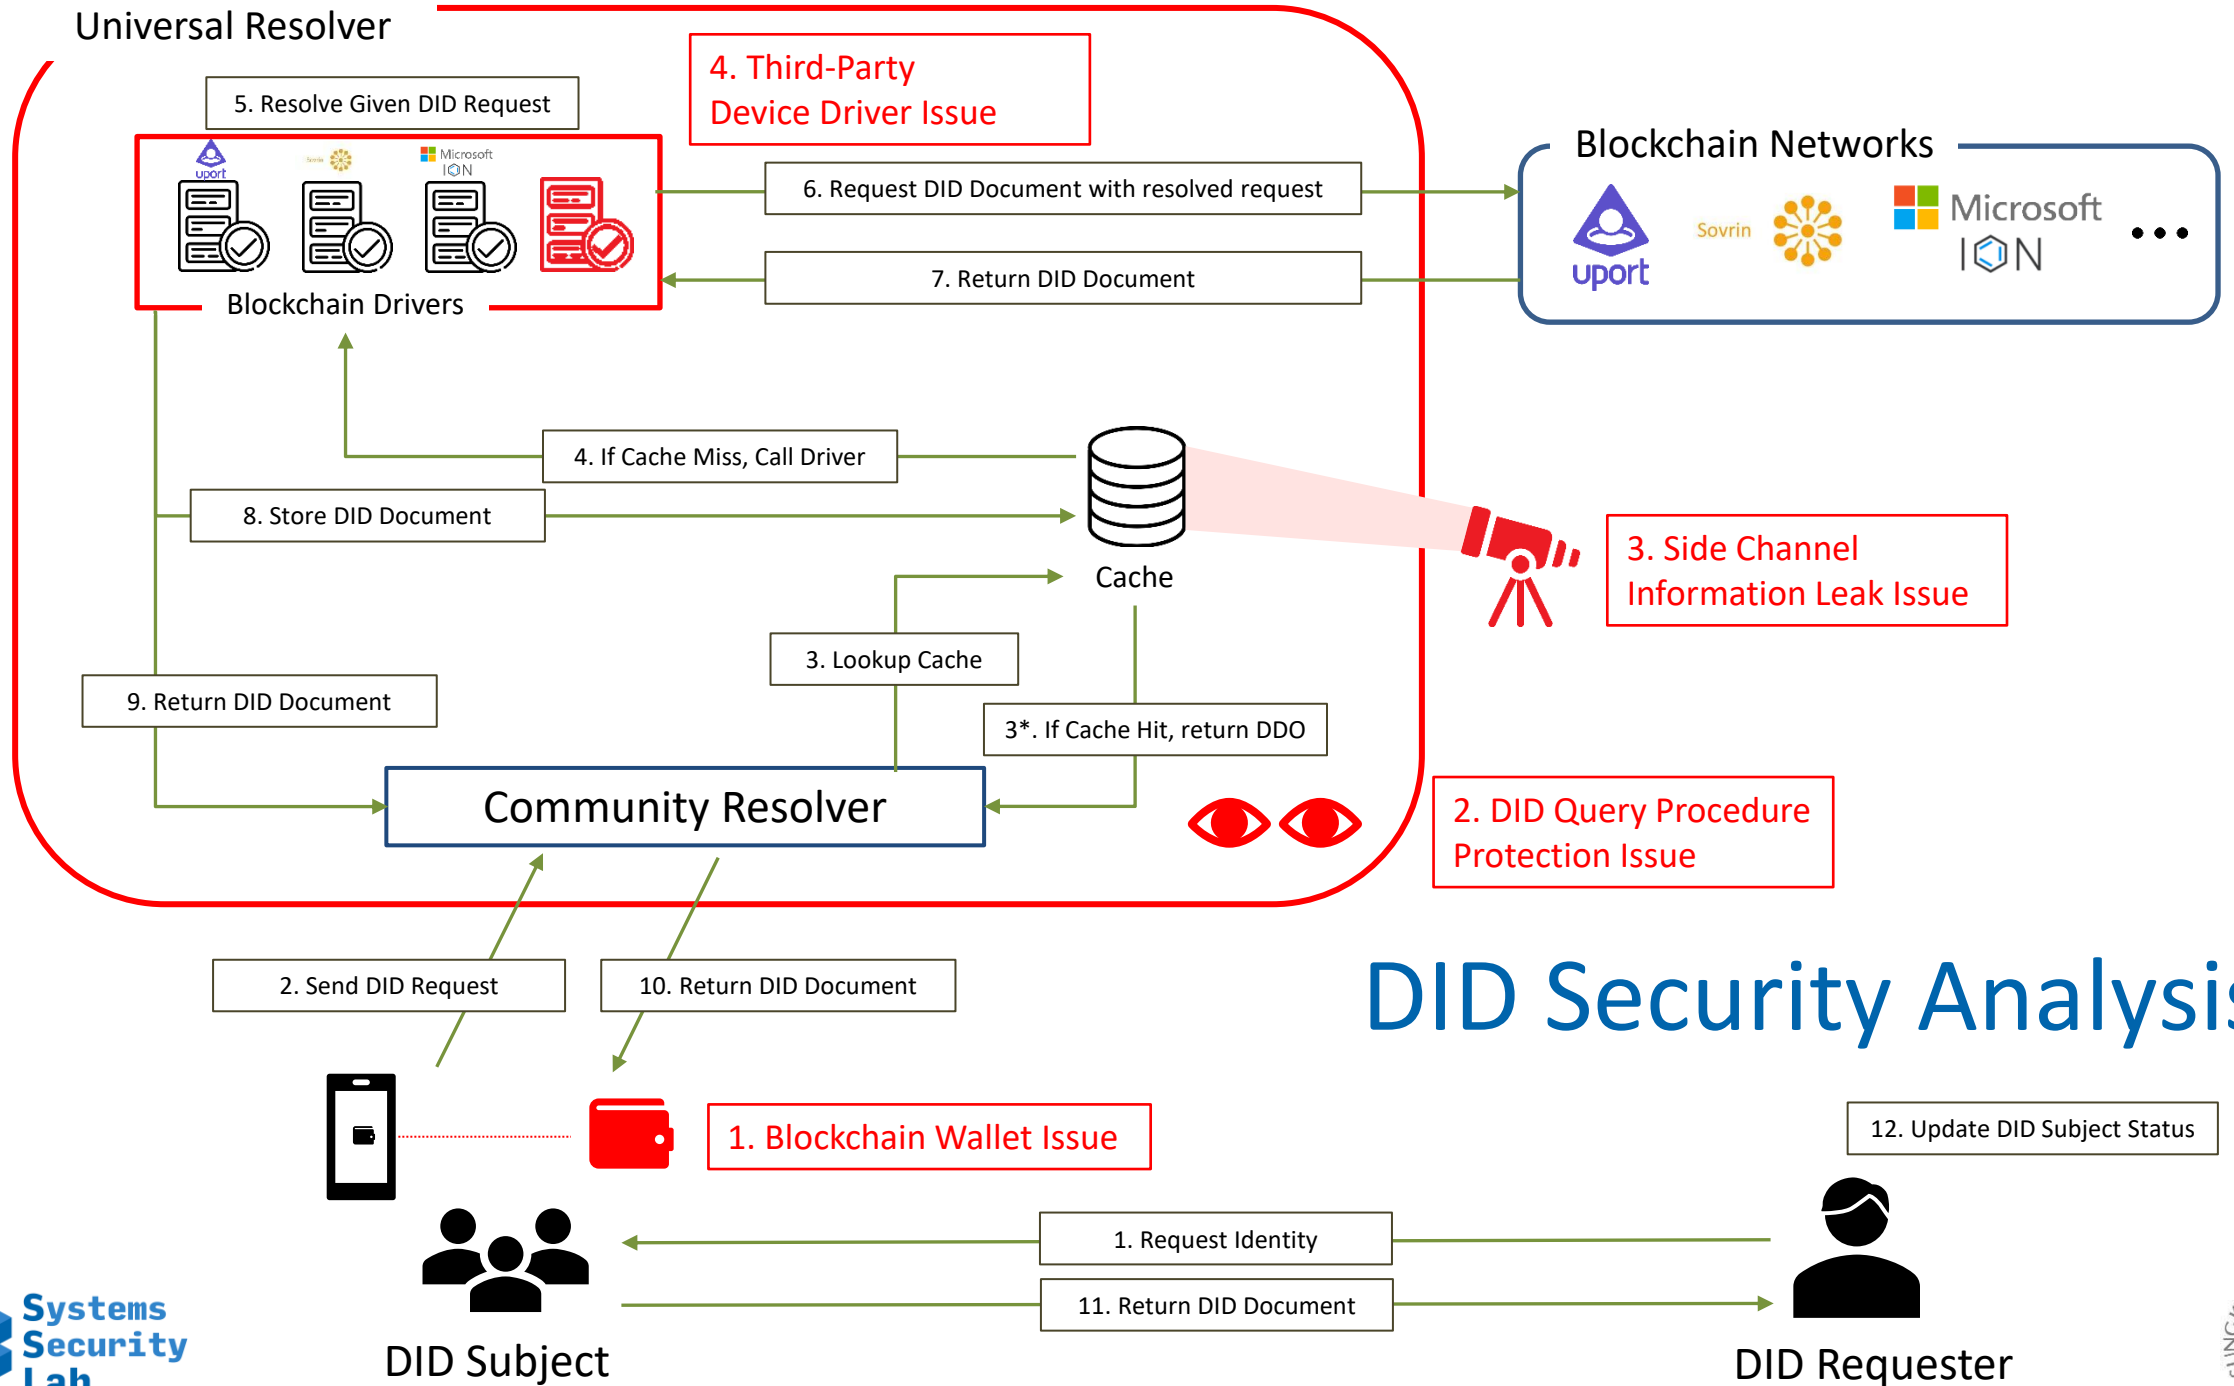 Universal Resolver
4. Third-Party
Device Driver Issue
5. Resolve Given DID Request
uport
Sovrin
Microsoft
ION
Blockchain Drivers
6. Request DID Document with resolved request
7. Return DID Document
Blockchain Networks
uport
Sovrin
Microsoft
ION
4. If Cache Miss, Call Driver
8. Store DID Document
Cache
3. Side Channel
Information Leak Issue
3. Lookup Cache
9. Return DID Document
3*. If Cache Hit, return DDO
Community Resolver
2. DID Query Procedure
Protection Issue
2. Send DID Request
10. Return DID Document
DID Security Analysis
1. Blockchain Wallet Issue
12. Update DID Subject Status
1. Request Identity
11. Return DID Document
Systems
Security
Lab
DID Subject
DID Requester